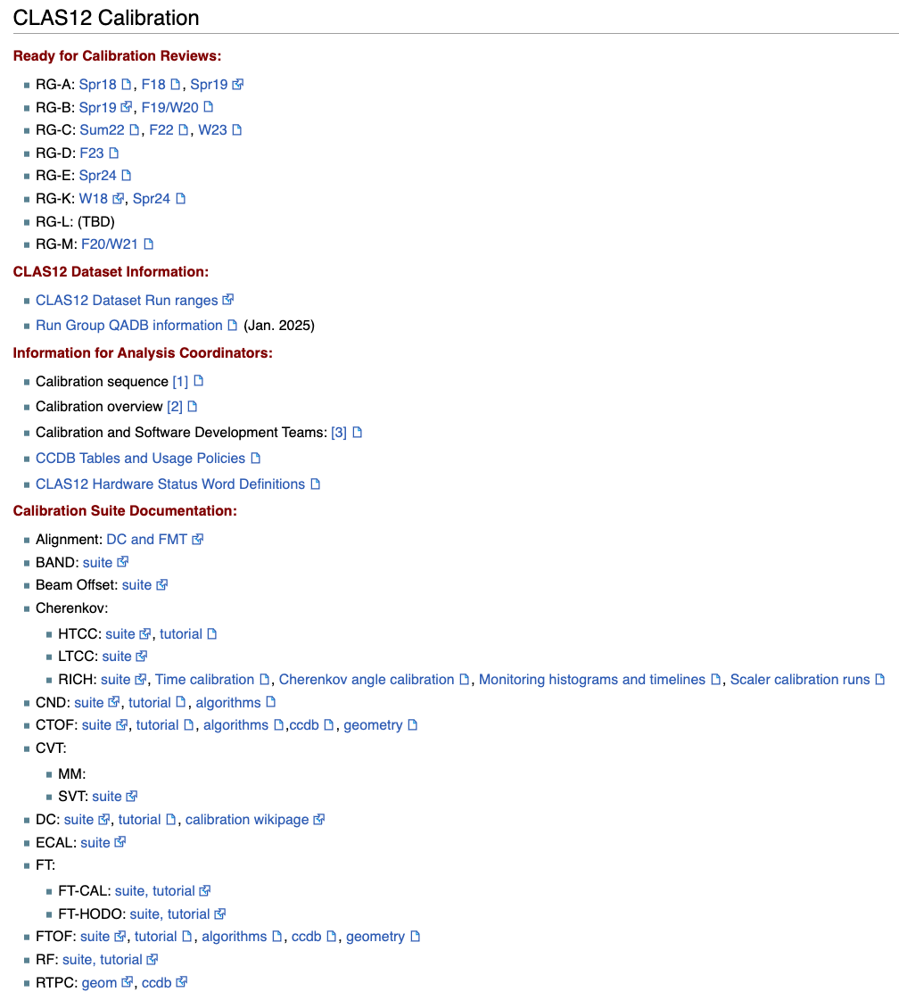 CLAS12 Calibration
Ready for Calibration Reviews:
RG-A: Spr18, F18, Spr19
RG-B: Spr19, F19/W20
RG-C: Sum22, F22, W23
RG-D: F23
RG-E: Spr24
RG-K: W18, Spr24
RG-L: (TBD)
RG-M: F20/W21
CLAS12 Dataset Information:
CLAS12 Dataset Run ranges
Run Group QADB information (Jan. 2025)
Information for Analysis Coordinators:
Calibration sequence [1]
Calibration overview [2]
Calibration and Software Development Teams: [3]
CCDB Tables and Usage Policies
CLAS12 Hardware Status Word Definitions
Calibration Suite Documentation:
Alignment: DC and FMT
BAND: suite
Beam Offset: suite
Cherenkov:
HTCC: suite, tutorial
LTCC: suite
RICH: suite, Time calibration, Cherenkov angle calibration, Monitoring histograms and timelines, Scaler calibration runs
CND: suite, tutorial, algorithms
CTOF: suite, tutorial, algorithms,ccdb, geometry
CVT:
MM:
SVT: suite
DC: suite, tutorial, calibration wikipage
ECAL: suite
FT:
FT-CAL: suite, tutorial
FT-HODO: suite, tutorial
FTOF: suite, tutorial, algorithms, ccdb, geometry
RF: suite, tutorial
RTPC: geom, ccdb